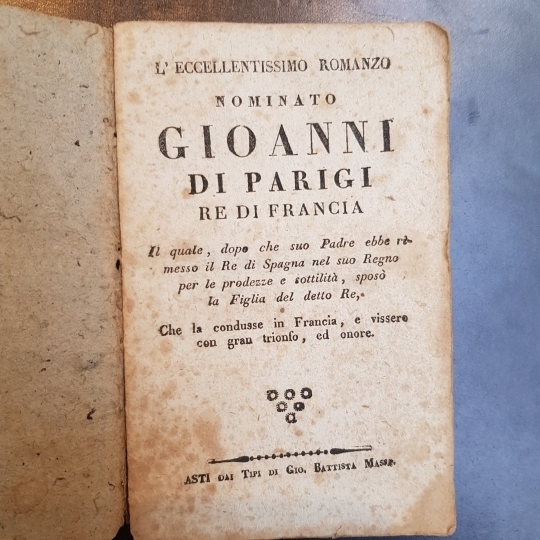 L' ECCELLENTISSIMO ROMANZO
NOMINATO
GIOANNI
DI PARIGI
RE DI FRANCIA
Il quale, dopo che suo Padre ebbe ri-
messo il Re di Spagna nel suo Regno
per le prodezze e sottilità, sposò
la Figlia del detto Re,
Che la condusse in Francia, e vissero
con gran trionfo, ed onore.
ASTI DAI TIPI DI GIO. BATTISTA MASSA.